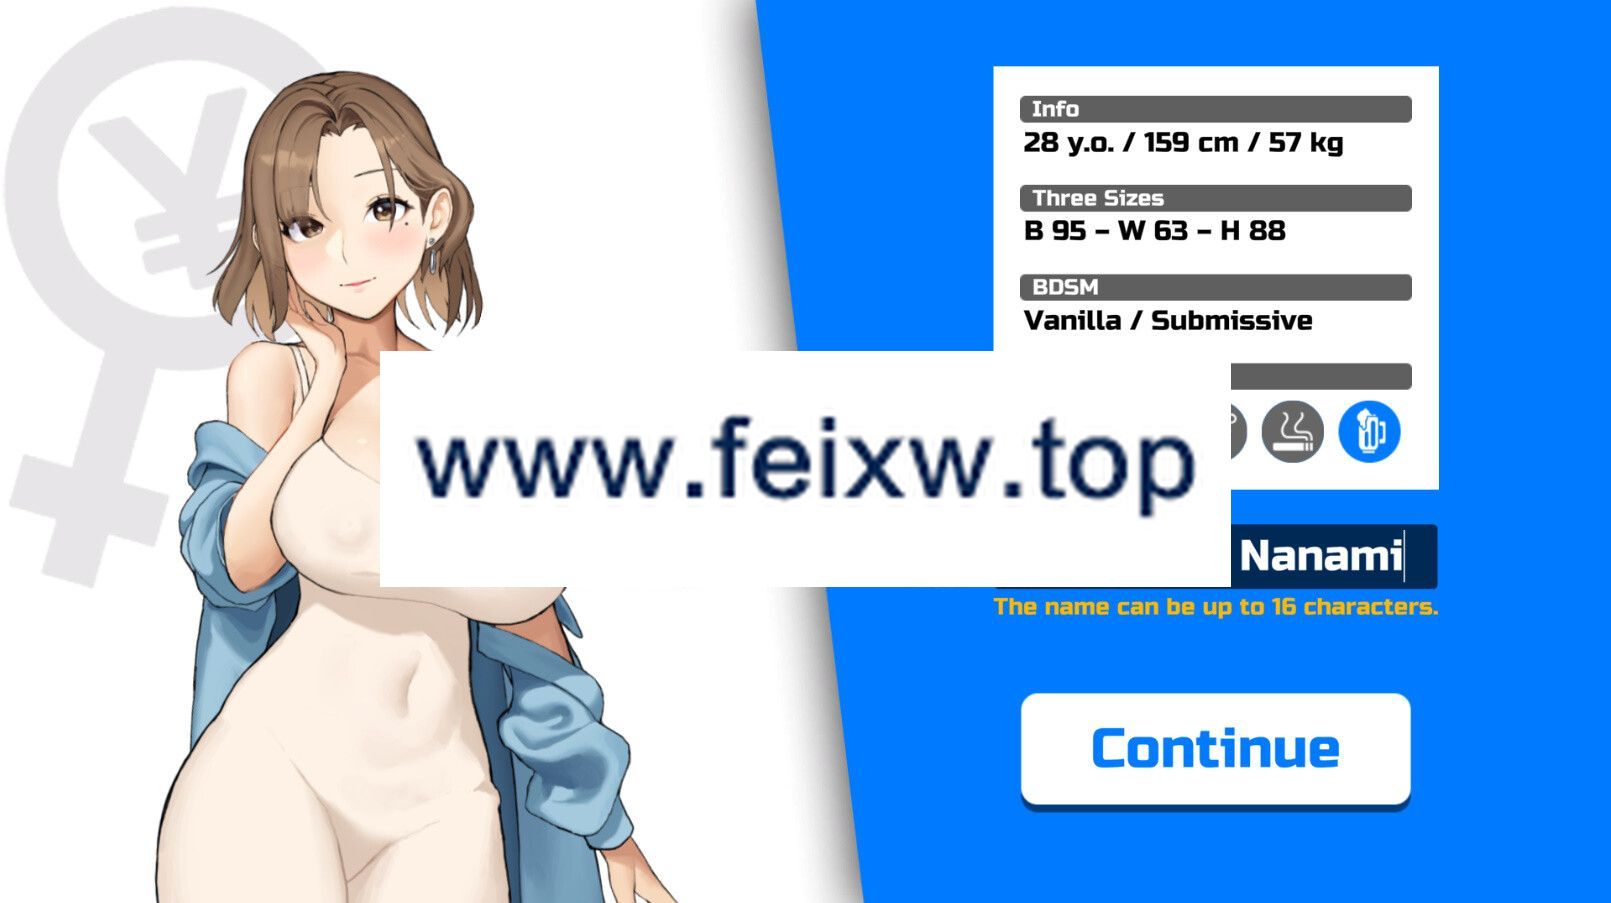 Info
28 y.o. / 159 cm / 57 kg
Three Sizes
B 95 – W 63 – H 88
BDSM
Vanilla / Submissive
www.feixw.top
Nanami
The name can be up to 16 characters.
Continue